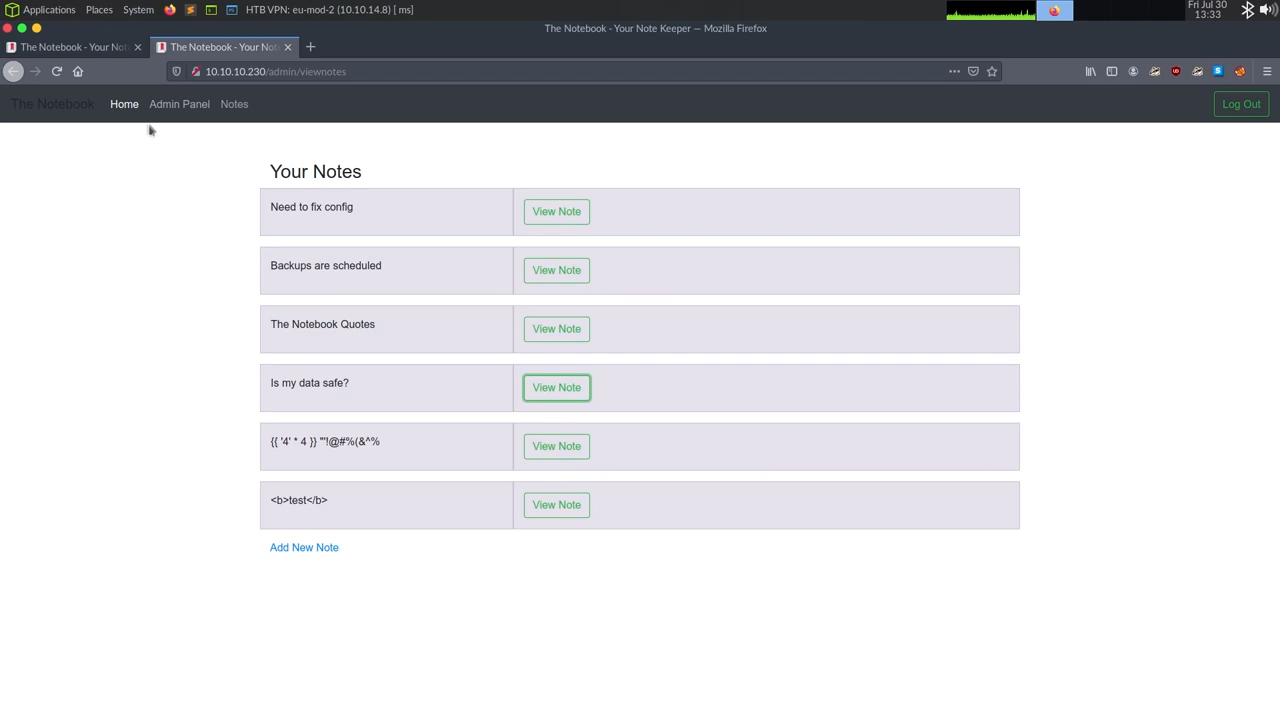 Applications Places System HTB VPN: eu-mod-2 (10.10.14.8) [ ms] Fri Jul 30
13:33
The Notebook - Your Note Keeper — Mozilla Firefox
The Notebook - Your Not The Notebook - Your Not
10.10.10.230/admin/viewnotes
The Notebook Home Admin Panel Notes Log Out
Your Notes
Need to fix config View Note
Backups are scheduled View Note
The Notebook Quotes View Note
Is my data safe? View Note
{{ '4' * 4 }} "'!@#%(&^% View Note
<b>test</b> View Note
Add New Note